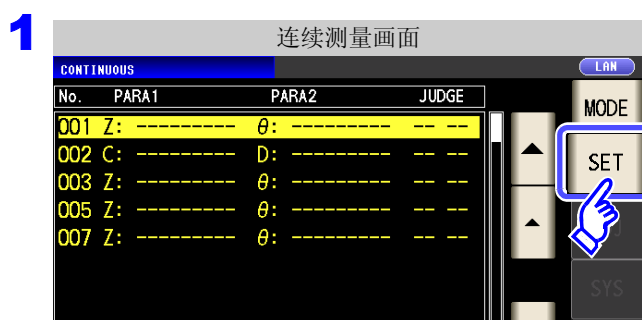 1
连续测量画面
CONTINUOUS
LAN
No. PARA1 PARA2 JUDGE
MODE
001 Z: --------- θ: --------- -- --
SET
002 C: --------- D: --------- -- --
003 Z: --------- θ: --------- -- --
005 Z: --------- θ: --------- -- --
007 Z: --------- θ: --------- -- --
SYS